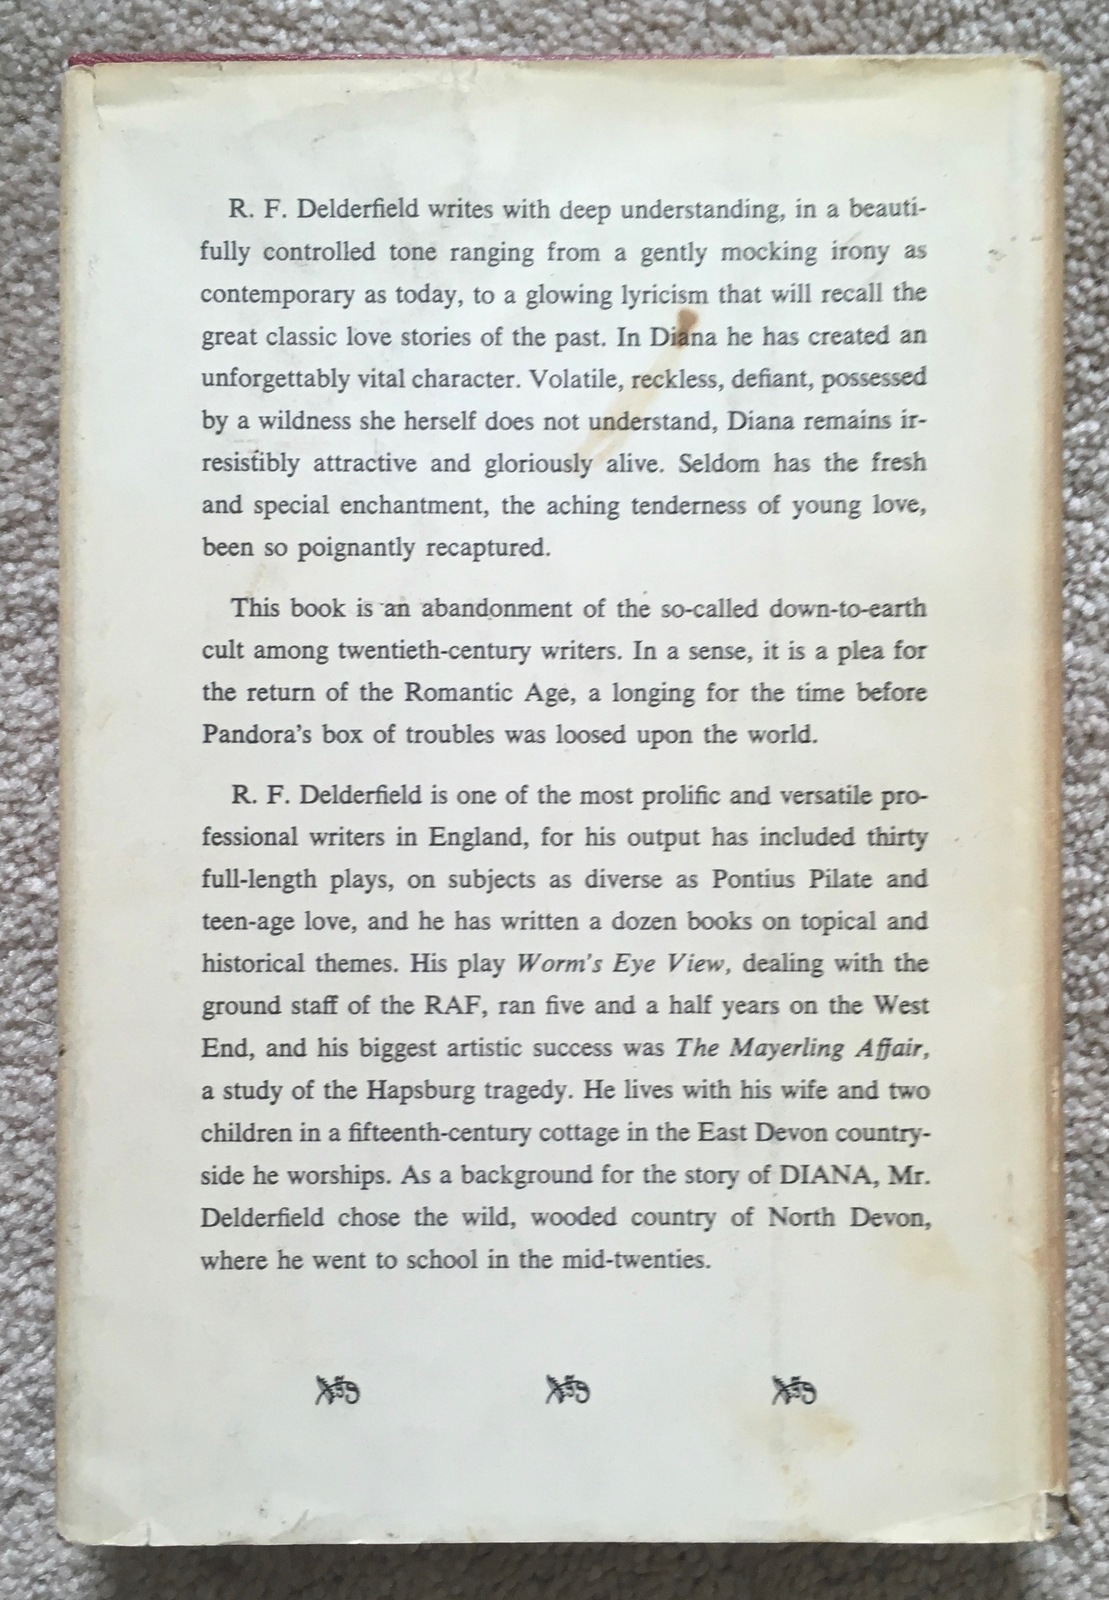 R. F. Delderfield writes with deep understanding, in a beauti-
fully controlled tone ranging from a gently mocking irony as
contemporary as today, to a glowing lyricism that will recall the
great classic love stories of the past. In Diana he has created an
unforgettably vital character. Volatile, reckless, defiant, possessed
by a wildness she herself does not understand, Diana remains ir-
resistibly attractive and gloriously alive. Seldom has the fresh
and special enchantment, the aching tenderness of young love,
been so poignantly recaptured.
This book is an abandonment of the so-called down-to-earth
cult among twentieth-century writers. In a sense, it is a plea for
the return of the Romantic Age, a longing for the time before
Pandora's box of troubles was loosed upon the world.
R. F. Delderfield is one of the most prolific and versatile pro-
fessional writers in England, for his output has included thirty
full-length plays, on subjects as diverse as Pontius Pilate and
teen-age love, and he has written a dozen books on topical and
historical themes. His play Worm's Eye View, dealing with the
ground staff of the RAF, ran five and a half years on the West
End, and his biggest artistic success was The Mayerling Affair,
a study of the Hapsburg tragedy. He lives with his wife and two
children in a fifteenth-century cottage in the East Devon country-
side he worships. As a background for the story of DIANA, Mr.
Delderfield chose the wild, wooded country of North Devon,
where he went to school in the mid-twenties.